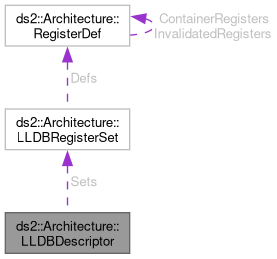 ds2::Architecture::
RegisterDef
ContainerRegisters
InvalidatedRegisters
Defs
ds2::Architecture::
LLDBRegisterSet
Sets
ds2::Architecture::
LLDBDescriptor